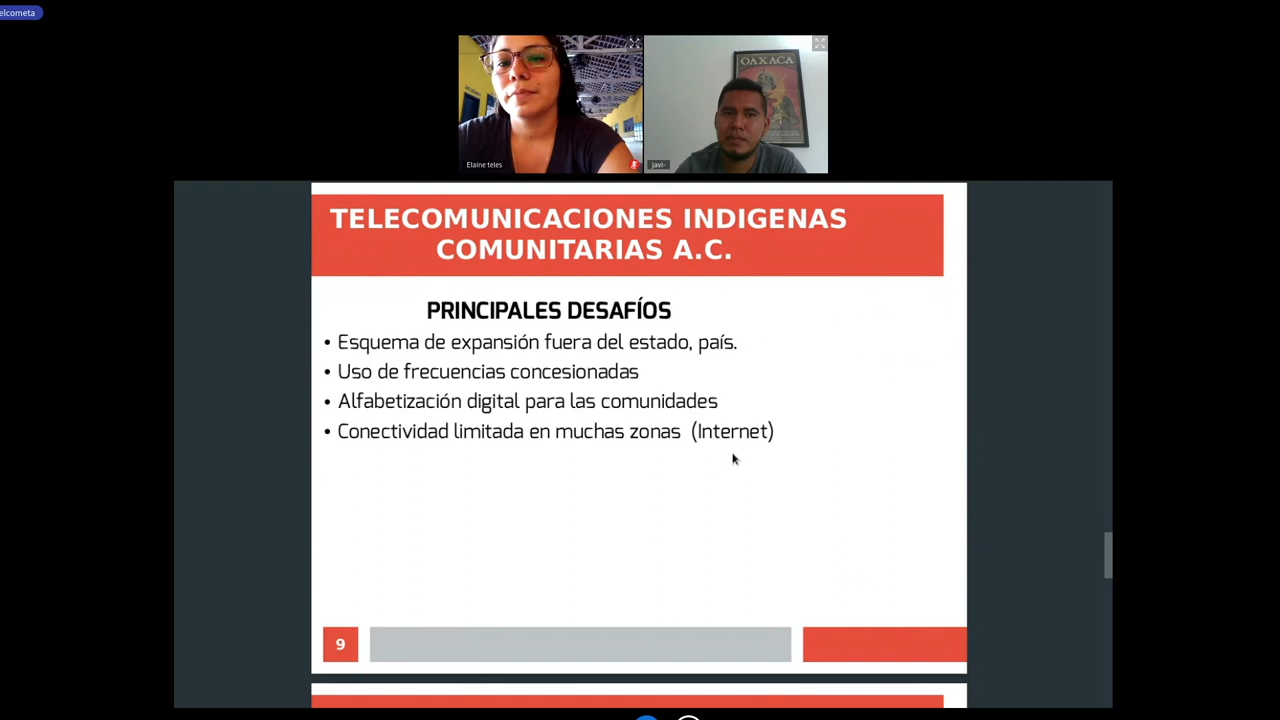 elcometa
OAXACA
Elaine teles
javi-
TELECOMUNICACIONES INDIGENAS
COMUNITARIAS A.C.
PRINCIPALES DESAFÍOS
• Esquema de expansión fuera del estado, país.
• Uso de frecuencias concesionadas
• Alfabetización digital para las comunidades
• Conectividad limitada en muchas zonas (Internet)
9